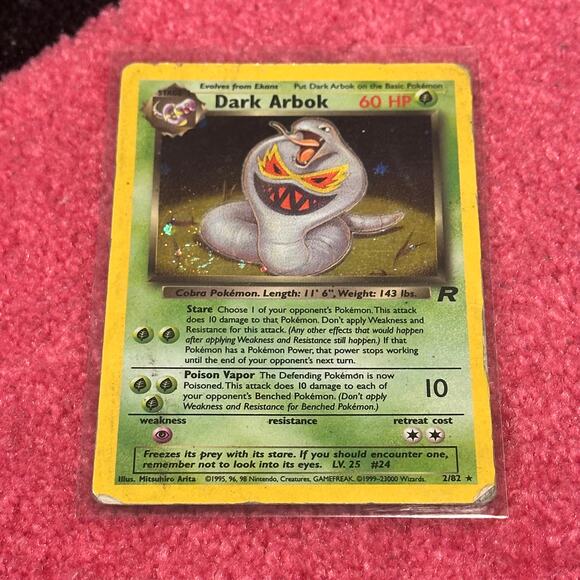 Evolves from Ekans Put Dark Arbok on the Basic Pokémon
STAGE
Dark Arbok 60 HP
Cobra Pokémon. Length: 11' 6", Weight: 143 lbs.
R
Stare Choose 1 of your opponent's Pokémon. This attack
does 10 damage to that Pokémon. Don't apply Weakness and
Resistance for this attack. (Any other effects that would happen
after applying Weakness and Resistance still happen.) If that
Pokémon has a Pokémon Power, that power stops working
until the end of your opponent's next turn.
Poison Vapor The Defending Pokémon is now
Poisoned. This attack does 10 damage to each of
your opponent's Benched Pokémon. (Don't apply
Weakness and Resistance for Benched Pokémon.)
10
weakness resistance retreat cost
Freezes its prey with its stare. If you should encounter one,
remember not to look into its eyes. LV. 25 #24
Illus. Mitsuhiro Arita ©1995, 96, 98 Nintendo, Creatures, GAMEFREAK. ©1999-23000 Wizards. 2/82 ★